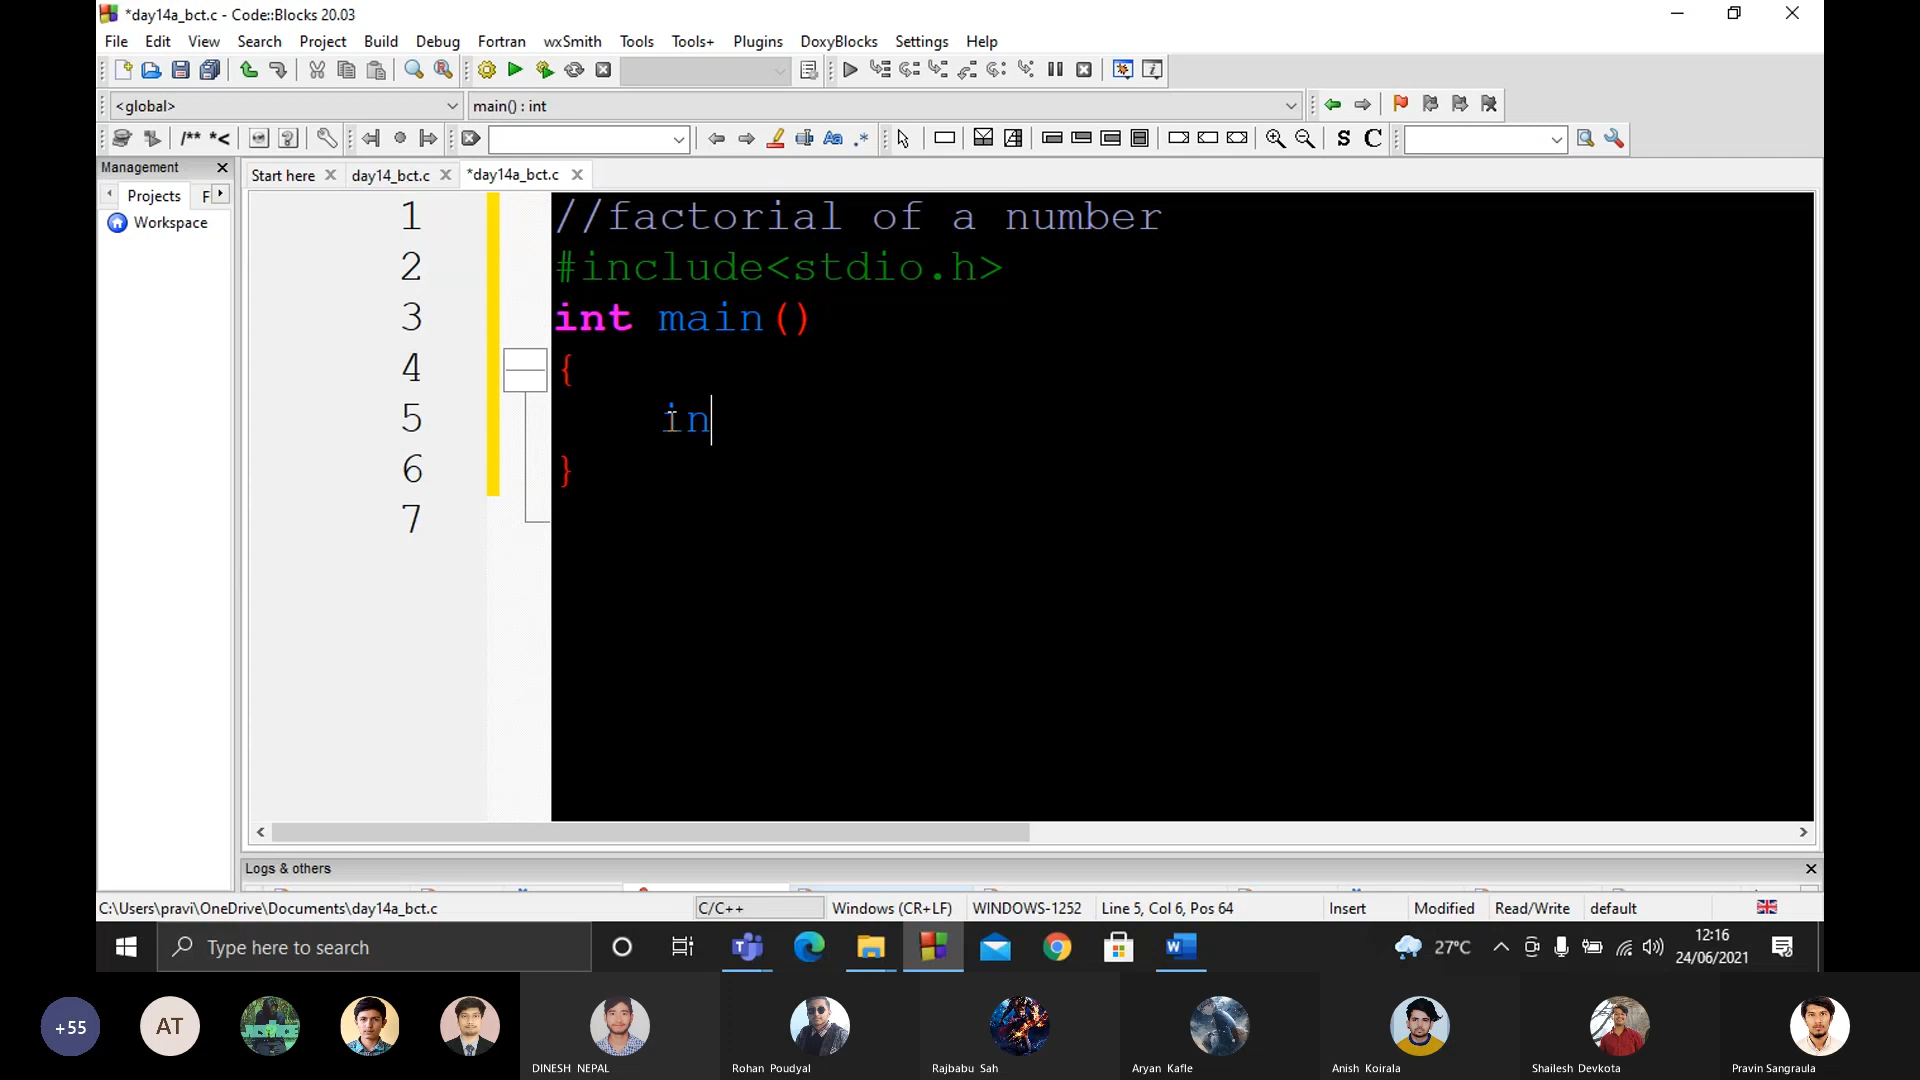 *day14a_bct.c - Code::Blocks 20.03
File Edit View Search Project Build Debug Fortran wxSmith Tools Tools+ Plugins DoxyBlocks Settings Help
<global> main() : int
/** *< Aa .* S C
Management
Start here day14_bct.c *day14a_bct.c
Projects F
Workspace
1 //factorial of a number
2 #include<stdio.h>
3 int main()
4 {
5 in
6 }
7
Logs & others
C:\Users\pravi\OneDrive\Documents\day14a_bct.c C/C++ Windows (CR+LF) WINDOWS-1252 Line 5, Col 6, Pos 64 Insert Modified Read/Write default
Type here to search 27°C 12:16
24/06/2021
+55 AT
DINESH NEPAL Rohan Poudyal Rajbabu Sah Aryan Kafle Anish Koirala Shailesh Devkota Pravin Sangraula